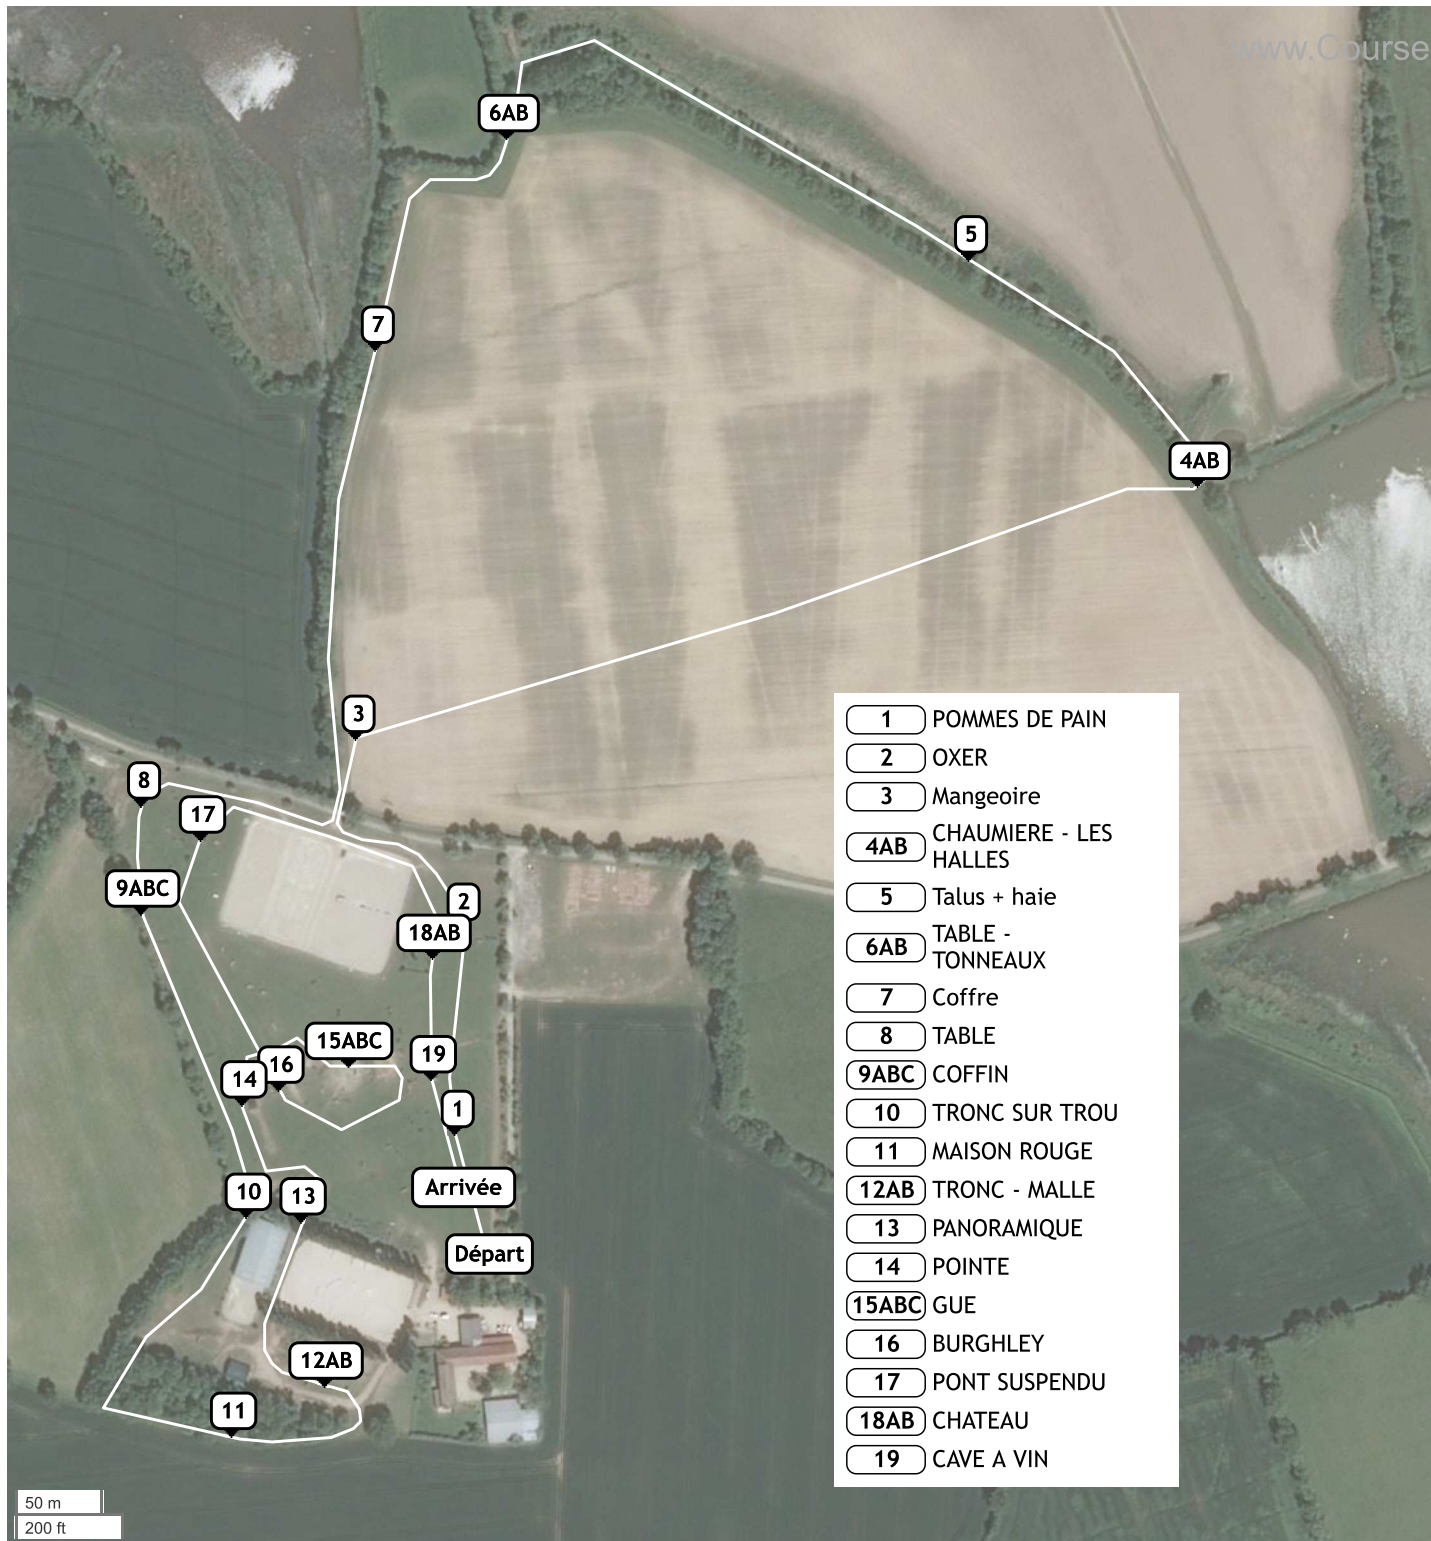 www.Course
6AB
5
7
4AB
3
8
17
9ABC
2
18AB
15ABC
19
16
14
1
Arrivée
10
13
Départ
12AB
11
1 POMMES DE PAIN
2 OXER
3 Mangeoire
4AB CHAUMIERE - LES
HALLES
5 Talus + haie
6AB TABLE -
TONNEAUX
7 Coffre
8 TABLE
9ABC COFFIN
10 TRONC SUR TROU
11 MAISON ROUGE
12AB TRONC - MALLE
13 PANORAMIQUE
14 POINTE
15ABC GUE
16 BURGHLEY
17 PONT SUSPENDU
18AB CHATEAU
19 CAVE A VIN
50 m
200 ft